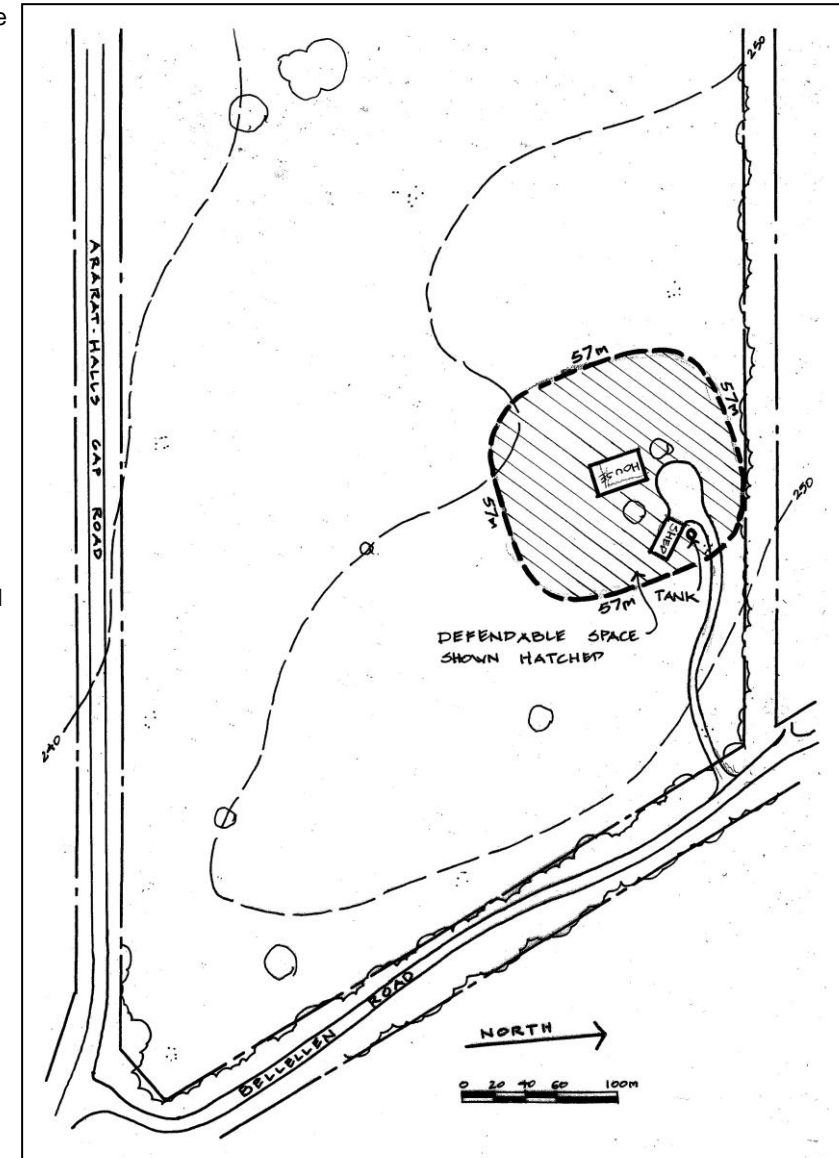 e
250
ARARAT-HALLS GAP ROAD
57m
57m
HOUSE
57m
250
SHED
TANK
57m
DEFENDABLE SPACE
SHOWN HATCHED
240
BELLELLEN ROAD
NORTH
0 20 40 60 100m